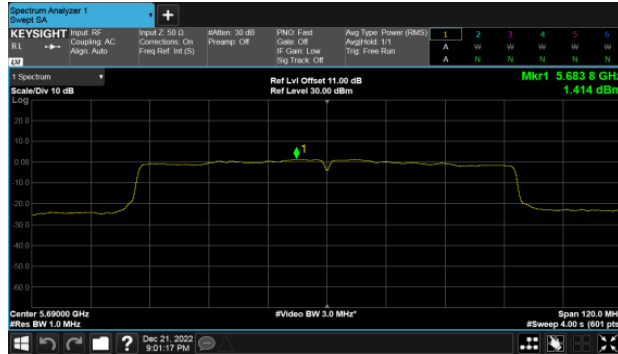 Spectrum Analyzer 1
Swept SA
+
KEYSIGHT Input: RF Input Z: 50 Ω #Atten: 30 dB PNO: Fast Avg Type: Power (RMS) 1 2 3 4 5 6
RL Coupling: AC Corrections: On Preamp: Off Gate: Off Avg|Hold: 1/1 A W W W W W
Align: Auto Freq Ref: Int (S) IF Gain: Low Trig: Free Run
LXI Sig Track: Off A N N N N N
1 Spectrum Ref Lvl Offset 11.00 dB Mkr1 5.683 8 GHz
Scale/Div 10 dB Ref Level 30.00 dBm 1.414 dBm
Log
20.0
10.0
1
0.00
-10.0
-20.0
-30.0
-40.0
-50.0
-60.0
Center 5.69000 GHz #Video BW 3.0 MHz* Span 120.0 MH
#Res BW 1.0 MHz #Sweep 4.00 s (601 pts
? Dec 21, 2022
9:01:17 PM